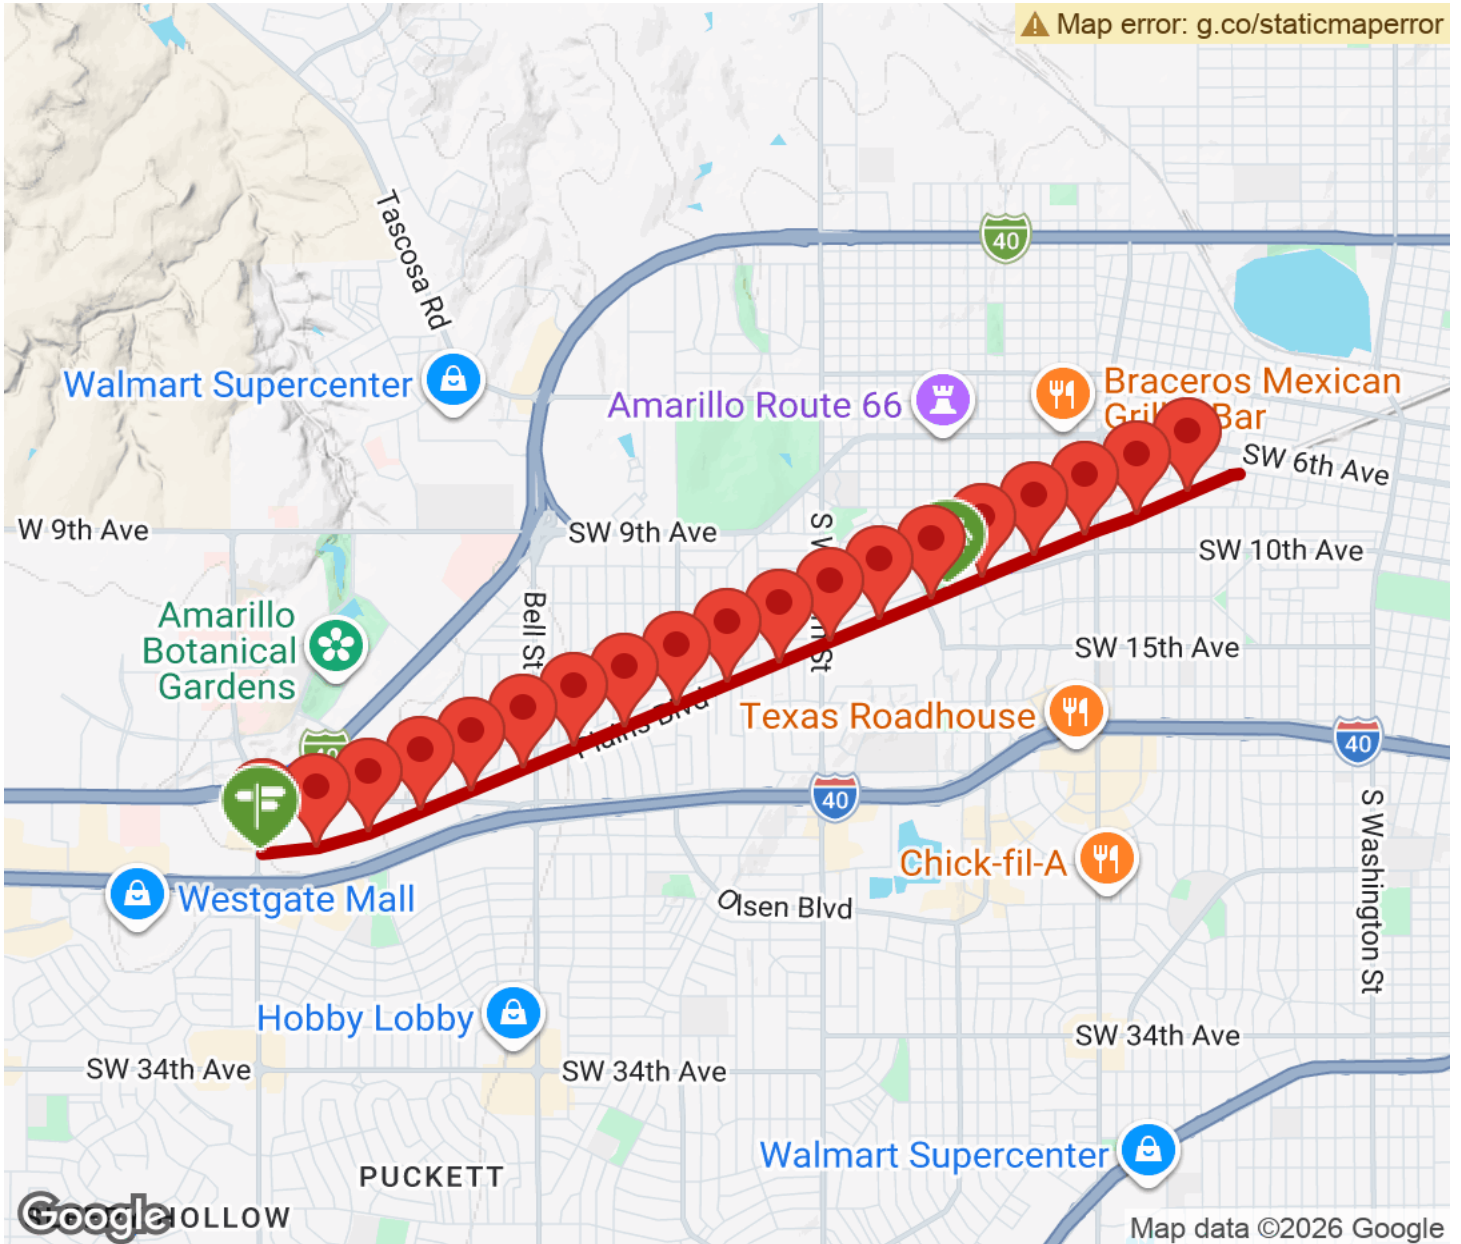 Map error: g.co/staticmaperror
Tascosa Rd
40
Walmart Supercenter
Amarillo Route 66
Braceros Mexican
Bar
SW 6th Ave
W 9th Ave
SW 9th Ave
SW 10th Ave
Bell St
Amarillo
Botanical
Gardens
SW 15th Ave
Texas Roadhouse
Plains Blvd
40
40
Westgate Mall
Chick-fil-A
Olsen Blvd
S Washington St
Hobby Lobby
SW 34th Ave
SW 34th Ave
SW 34th Ave
Walmart Supercenter
PUCKETT
HOLLOW
Google
Map data ©2026 Google